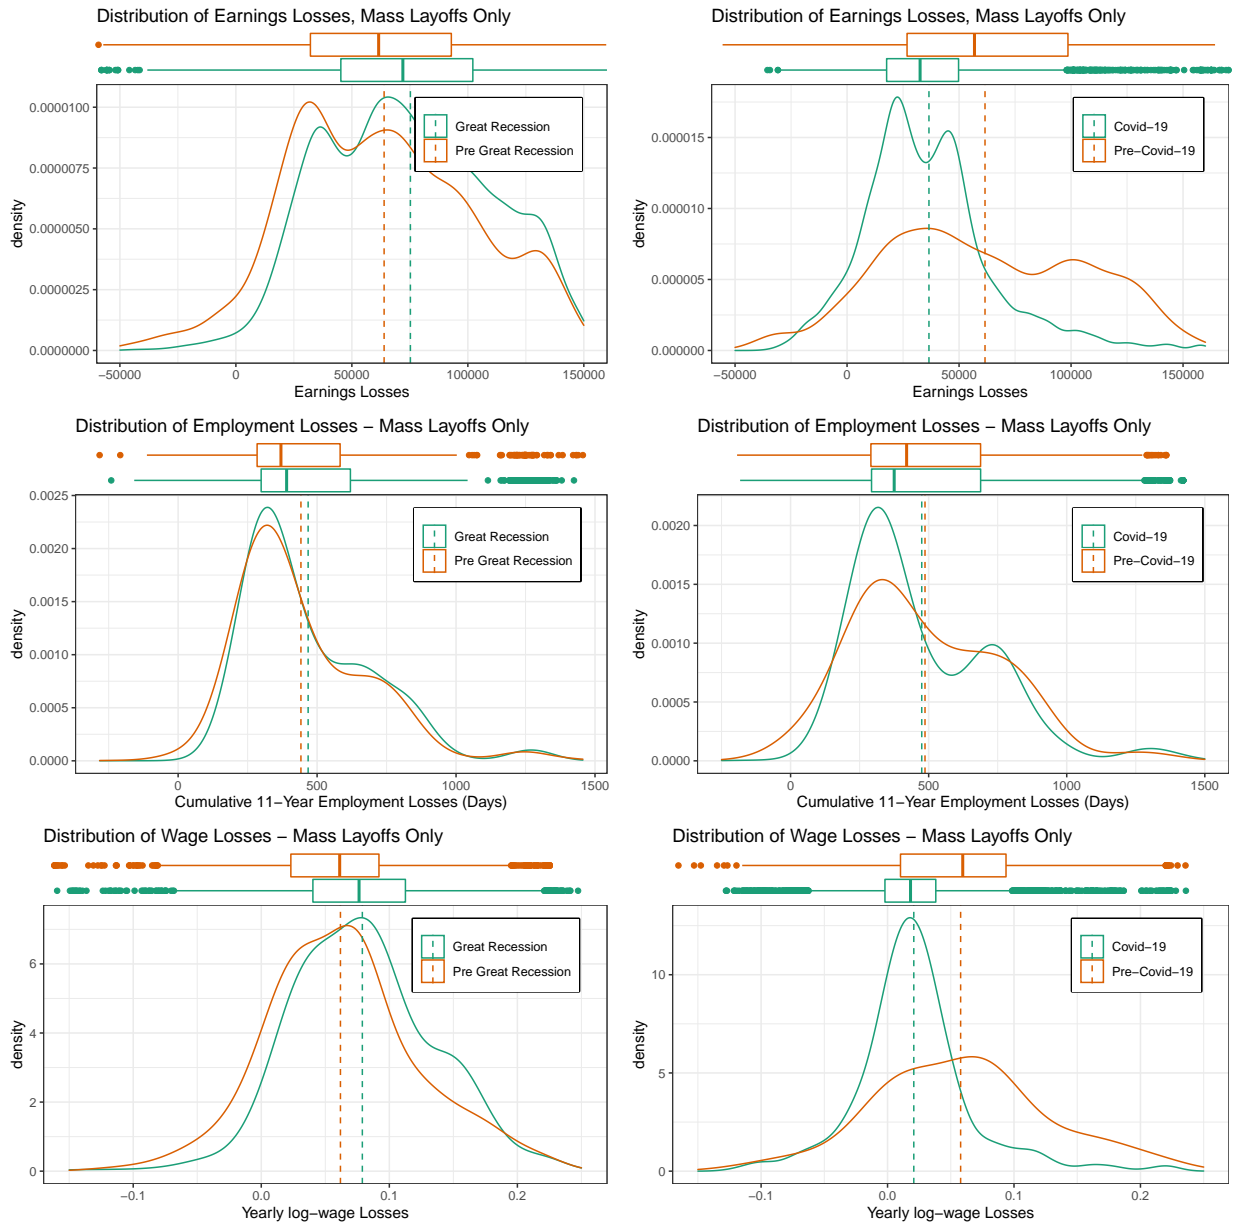 Distribution of Earnings Losses, Mass Layoffs Only
0.0000100
0.0000075
0.0000050
0.0000025
0.0000000
density
Great Recession
Pre Great Recession
−50000 0 50000 100000 150000
Earnings Losses
Distribution of Earnings Losses, Mass Layoffs Only
0.000015
0.000010
0.000005
0.000000
density
Covid−19
Pre−Covid−19
−50000 0 50000 100000 150000
Earnings Losses
Distribution of Employment Losses − Mass Layoffs Only
0.0025
0.0020
0.0015
0.0010
0.0005
0.0000
density
Great Recession
Pre Great Recession
0 500 1000 1500
Cumulative 11−Year Employment Losses (Days)
Distribution of Employment Losses − Mass Layoffs Only
0.0020
0.0015
0.0010
0.0005
0.0000
density
Covid−19
Pre−Covid−19
0 500 1000 1500
Cumulative 11−Year Employment Losses (Days)
Distribution of Wage Losses − Mass Layoffs Only
6
4
2
0
density
Great Recession
Pre Great Recession
−0.1 0.0 0.1 0.2
Yearly log−wage Losses
Distribution of Wage Losses − Mass Layoffs Only
10
5
0
density
Covid−19
Pre−Covid−19
−0.1 0.0 0.1 0.2
Yearly log−wage Losses